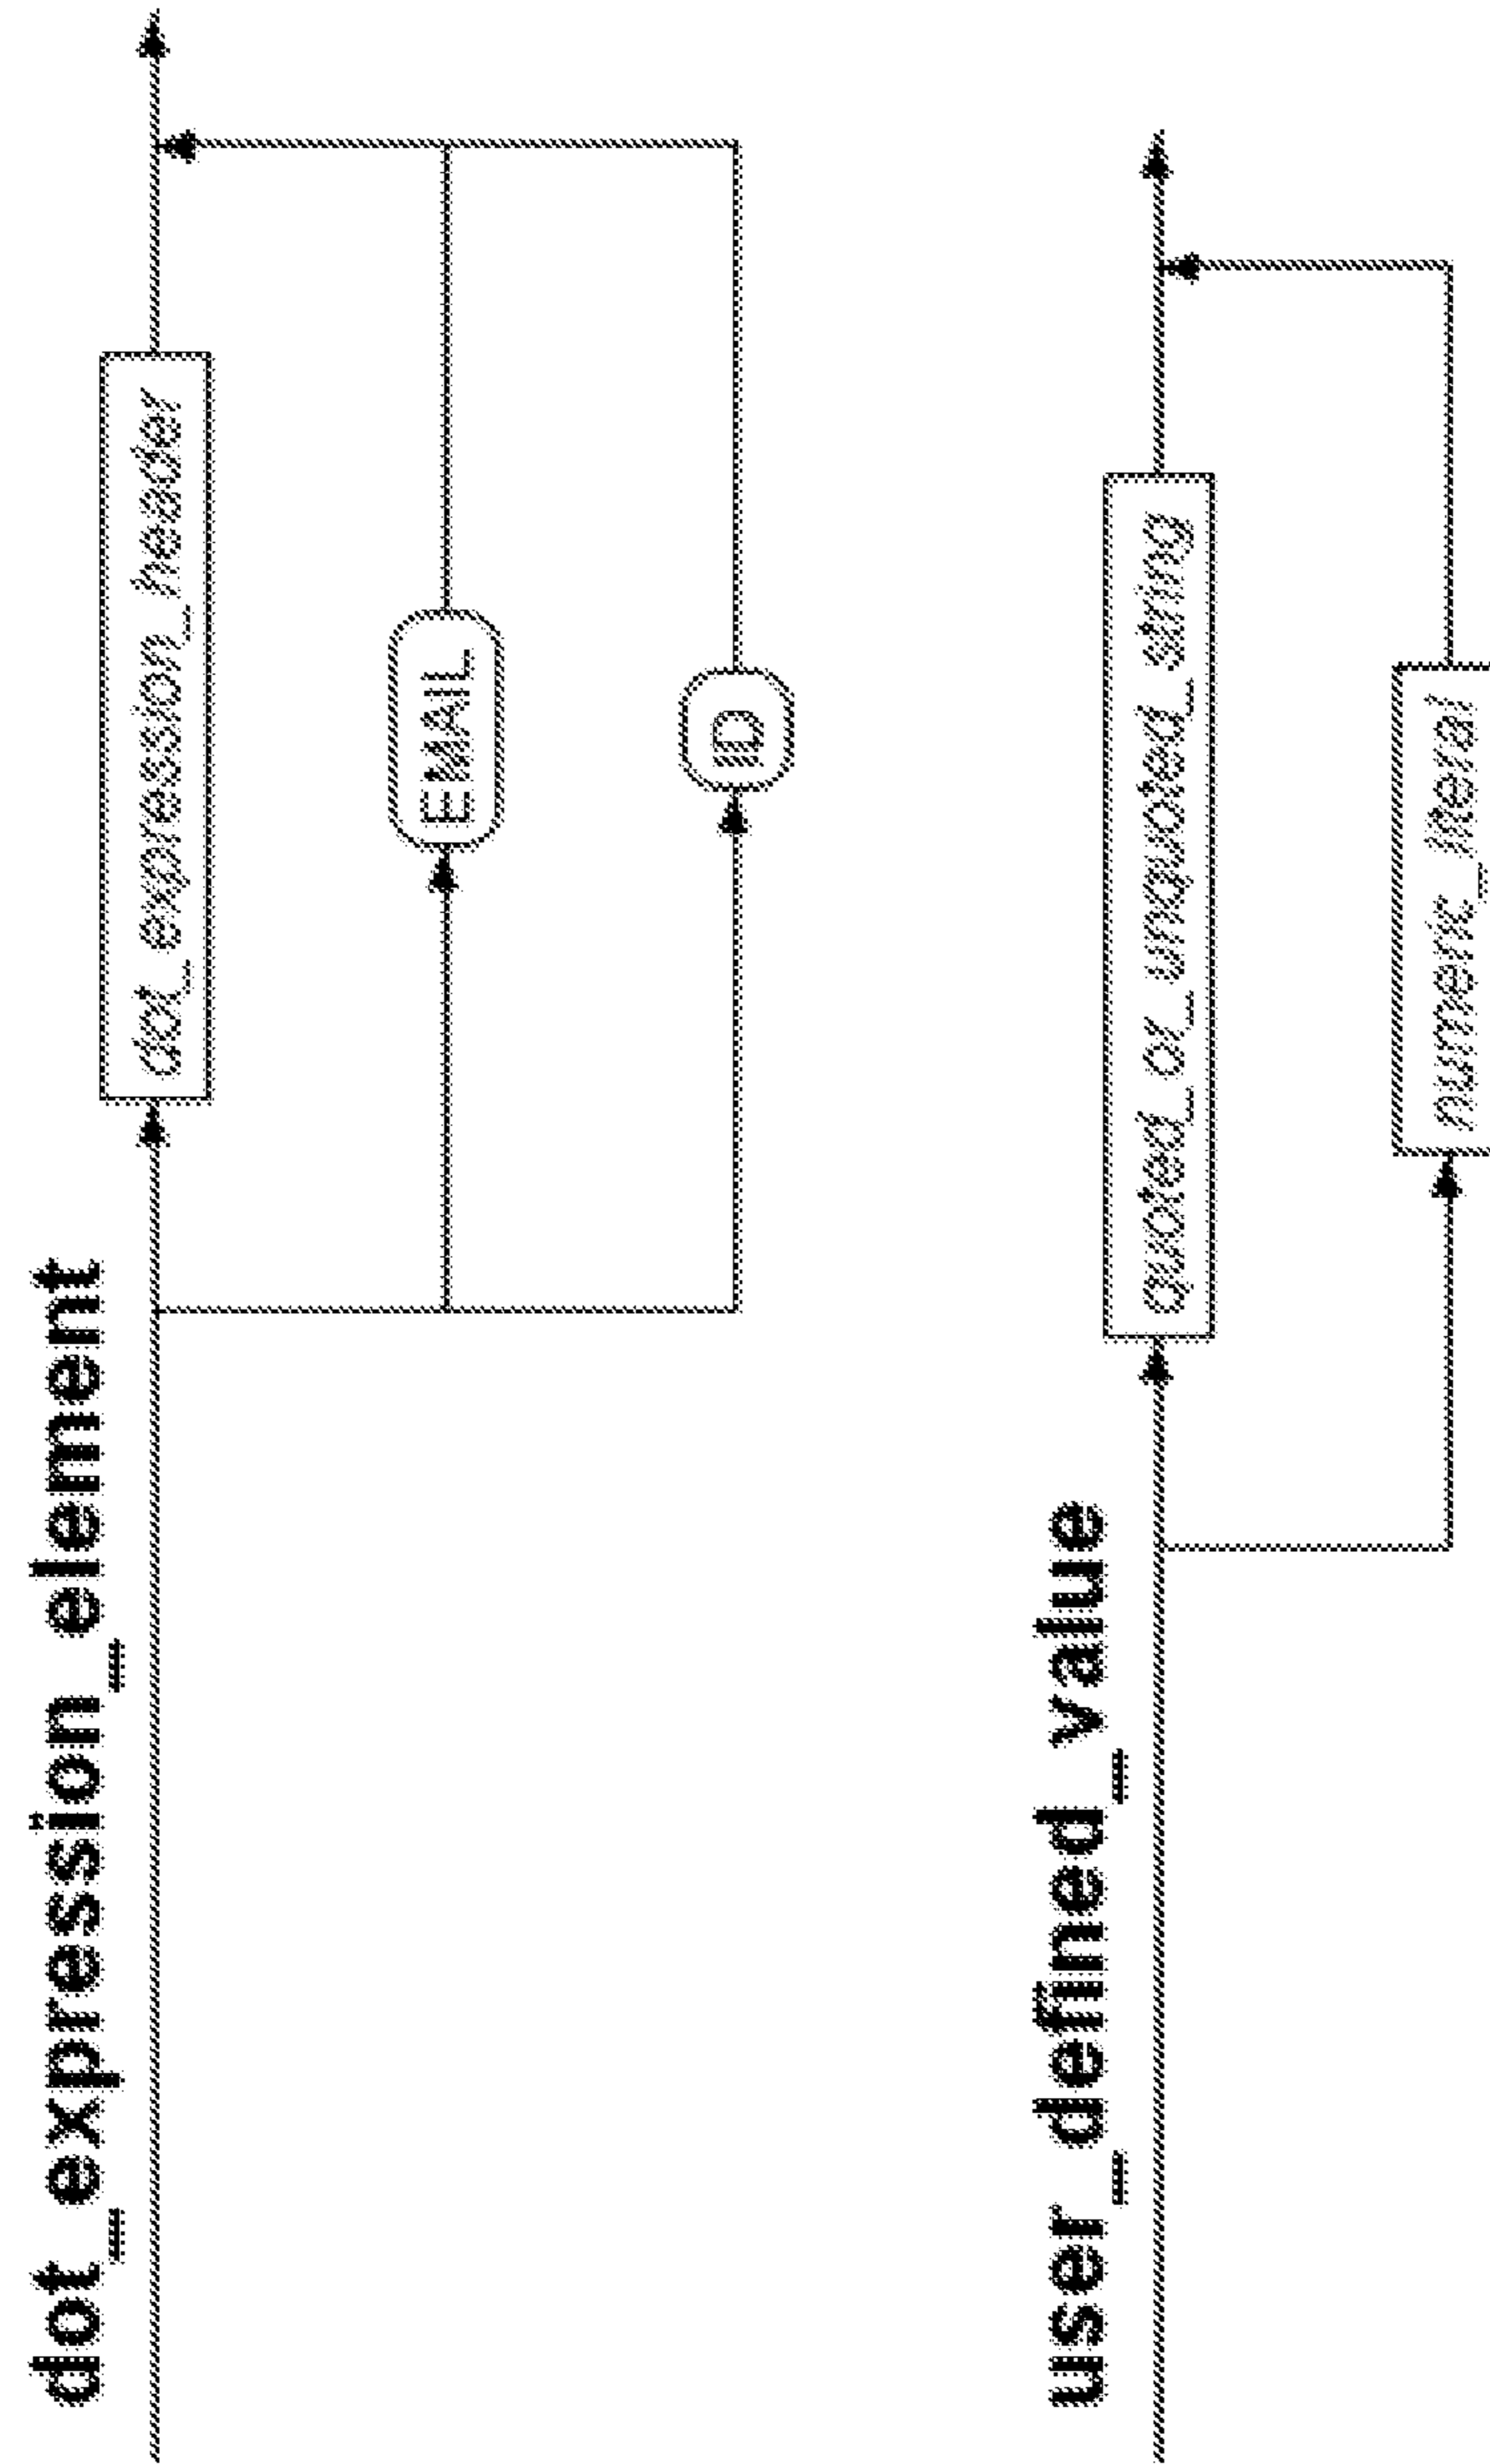 dot_expression_element
dot_expression_header
EMAIL
ID
user_defined_value
quoted_or_unquoted_string
numeric_literal